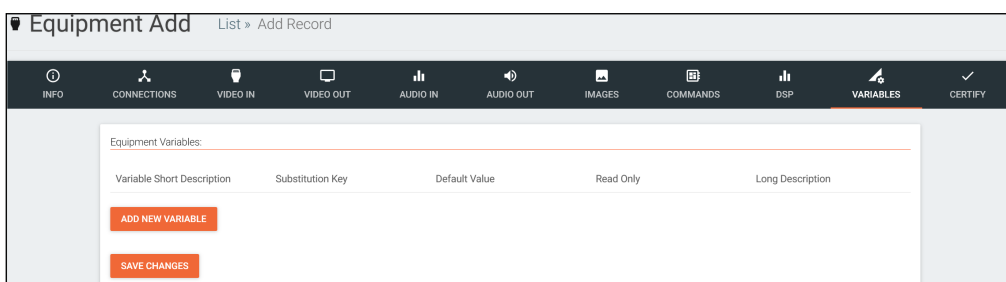 Equipment Add List » Add Record
INFO CONNECTIONS VIDEO IN VIDEO OUT AUDIO IN AUDIO OUT IMAGES COMMANDS DSP VARIABLES CERTIFY
Equipment Variables:
Variable Short Description Substitution Key Default Value Read Only Long Description
ADD NEW VARIABLE
SAVE CHANGES